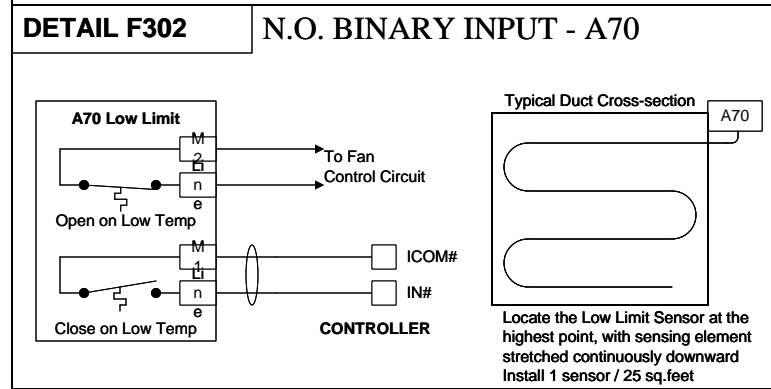 DETAIL F302
N.O. BINARY INPUT - A70
A70 Low Limit
M
2
Li
n
e
To Fan
Control Circuit
Open on Low Temp
M
1
Li
n
e
ICOM#
IN#
Close on Low Temp
CONTROLLER
Typical Duct Cross-section
A70
Locate the Low Limit Sensor at the
highest point, with sensing element
stretched continuously downward
Install 1 sensor / 25 sq.feet